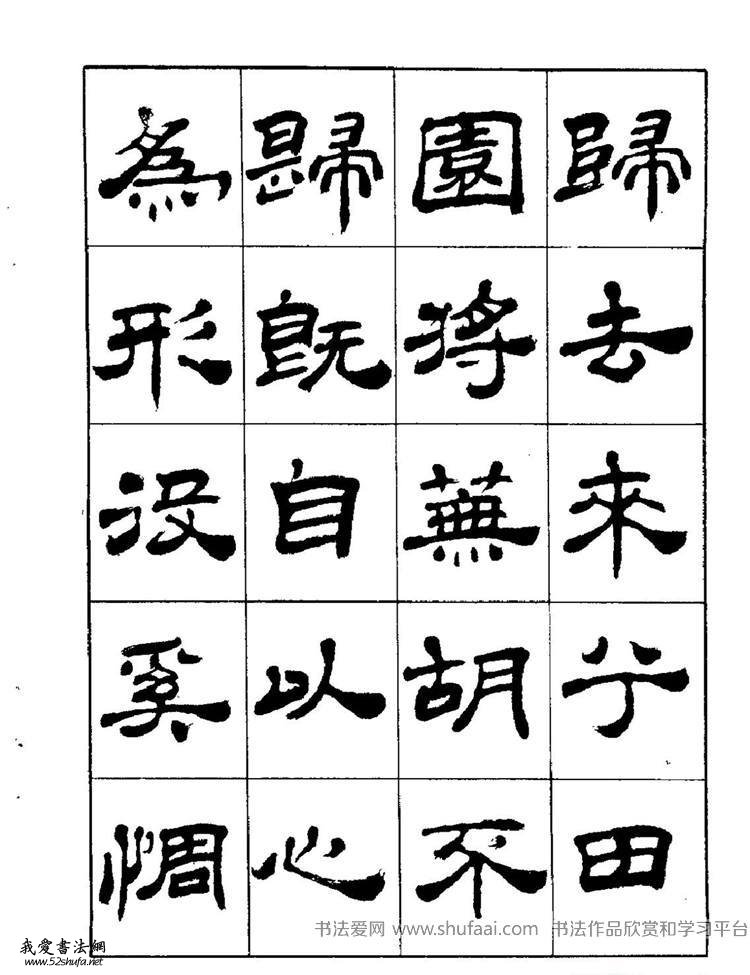 歸去來兮田
園將蕪胡不
歸既自以心
為形役奚惆
书法爱网 www.shufaai.com 书法作品欣赏和学习平台
我爱書法網
www.52shufa.net